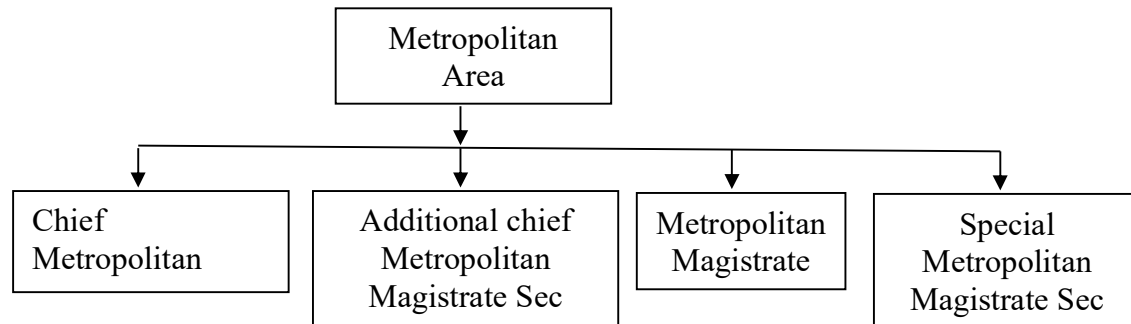 Metropolitan
Area
Chief
Metropolitan
Additional chief
Metropolitan
Magistrate Sec
Metropolitan
Magistrate
Special
Metropolitan
Magistrate Sec